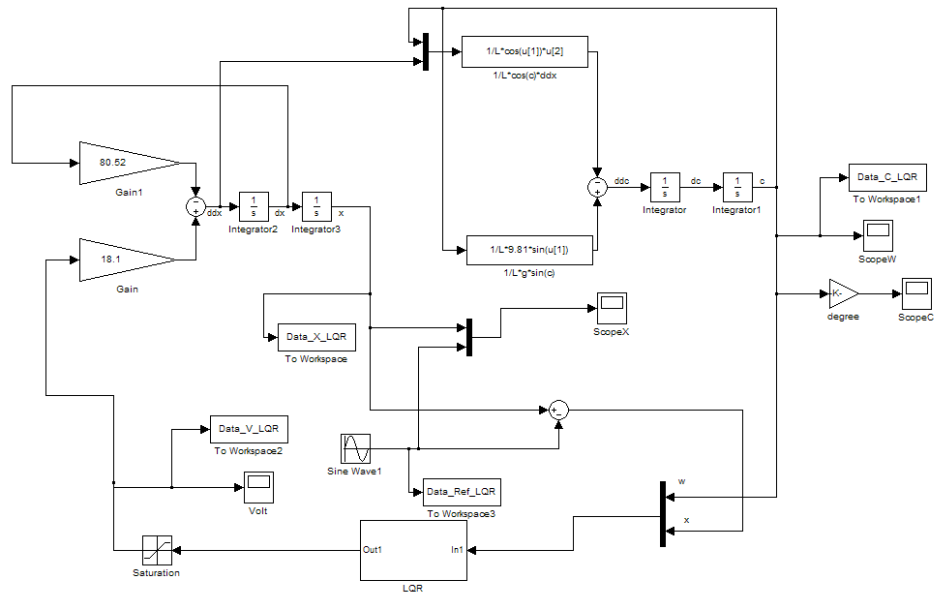 1/L*cos(u[1])*u[2]
1/L*cos(c)*ddx
80.52
Gain1
−
+
ddx
1
s
dx
Integrator2
1
s
x
Integrator3
18.1
Gain
−
+
ddc
1
s
dc
Integrator
1
s
c
Integrator1
Data_C_LQR
To Workspace1
ScopeW
1/L*9.81*sin(u[1])
1/L*g*sin(c)
-K-
degree
ScopeC
ScopeX
Data_X_LQR
To Workspace
+
−
Data_V_LQR
To Workspace2
Sine Wave1
Volt
Data_Ref_LQR
To Workspace3
w
x
Out1
In1
LQR
Saturation